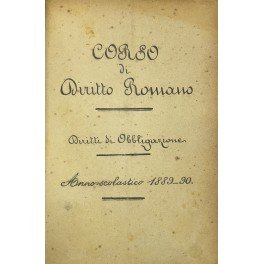 CORSO
di
Diritto Romano
Diritti di Obbligazione.
Anno scolastico 1889-90.